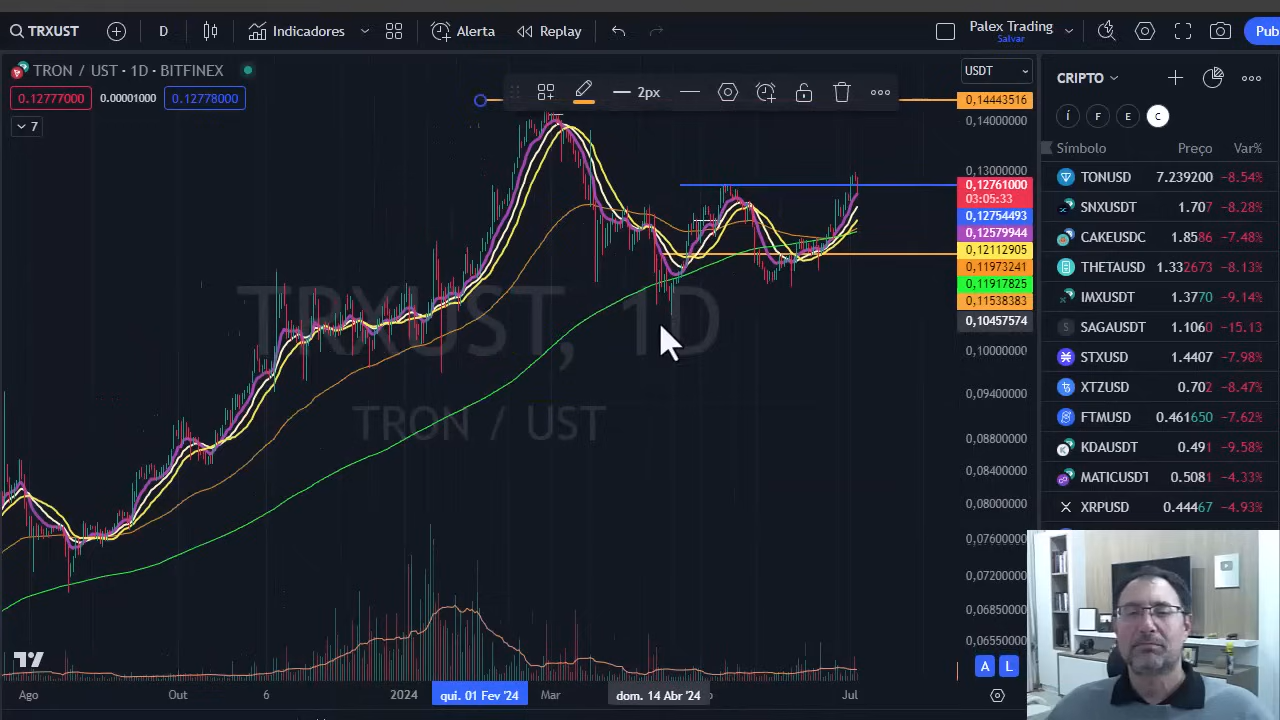 TRXUST
D
Indicadores
Alerta
Replay
Palex Trading
Salvar
Pub
TRON / UST · 1D · BITFINEX
0.12777000
0.00001000
0.12778000
7
2px
USDT
0,14443516
0,14000000
0,13000000
0,12761000
03:05:33
0,12754493
0,12579944
0,12112905
0,11973241
0,11917825
0,11538383
0,10457574
0,10000000
0,09400000
0,08800000
0,08400000
0,08000000
0,07600000
0,07200000
0,06850000
0,06550000
TRXUST, 1D
TRON / UST
Ago
Out
6
2024
qui. 01 Fev '24
Mar
dom. 14 Abr '24
Jul
A
L
CRIPTO
Í
F
E
C
Símbolo Preço Var%
TONUSD 7.239200 −8.54%
SNXUSDT 1.707 −8.28%
CAKEUSDC 1.8586 −7.48%
THETAUSD 1.332673 −8.13%
IMXUSDT 1.3770 −9.14%
SAGAUSDT 1.1060 −15.13
STXUSD 1.4407 −7.98%
XTZUSD 0.702 −8.47%
FTMUSD 0.461650 −7.62%
KDAUSDT 0.491 −9.58%
MATICUSDT 0.5081 −4.33%
XRPUSD 0.44467 −4.93%